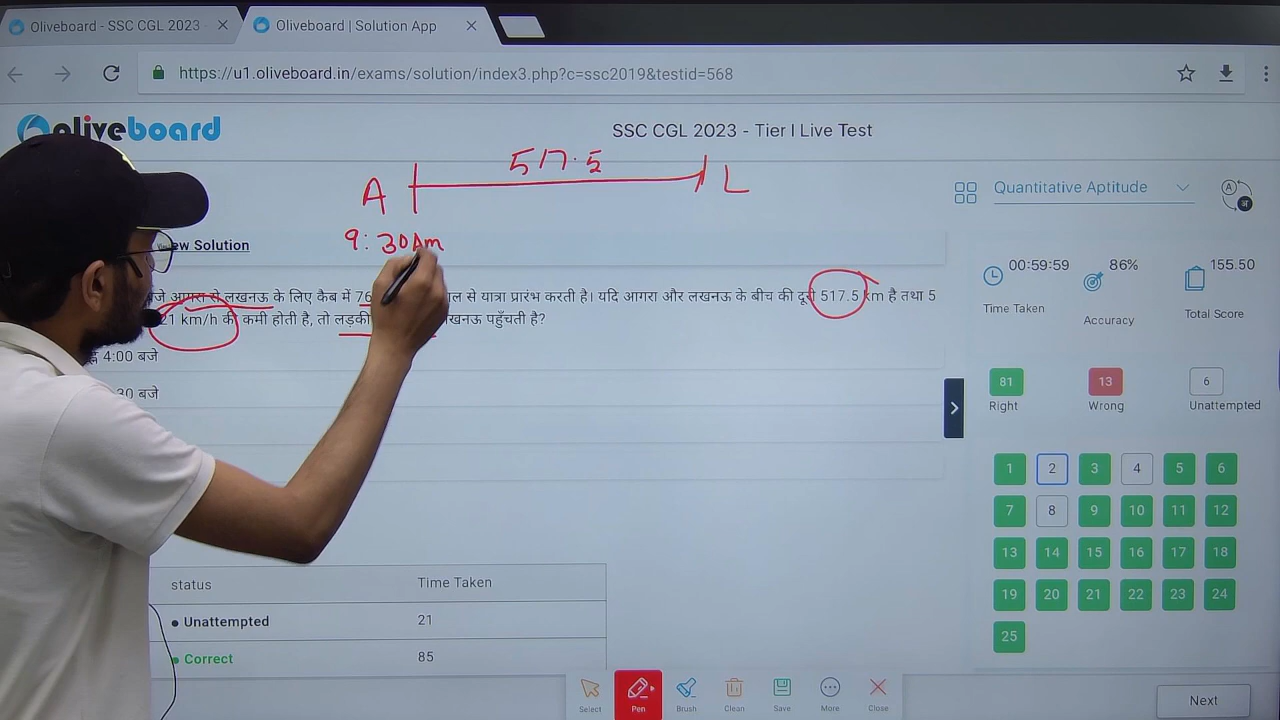 Oliveboard - SSC CGL 2023
Oliveboard | Solution App
https://u1.oliveboard.in/exams/solution/index3.php?c=ssc2019&testid=568
oliveboard
SSC CGL 2023 - Tier I Live Test
517.5
A
L
Quantitative Aptitude
9:30Am
Solution
आगरा से लखनऊ के लिए कैब में 76 से यात्रा प्रारंभ करती है। यदि आगरा और लखनऊ के बीच की दूरी 517.5 km है तथा 5
21 km/h की कमी होती है, तो लड़की पहुँचती है?
4:00 बजे
30 बजे
00:59:59
Time Taken
86%
Accuracy
155.50
Total Score
81
Right
13
Wrong
6
Unattempted
1 2 3 4 5 6
7 8 9 10 11 12
13 14 15 16 17 18
19 20 21 22 23 24
25
status Time Taken
Unattempted 21
Correct 85
Select Pen Brush Clean Save More Close
Next